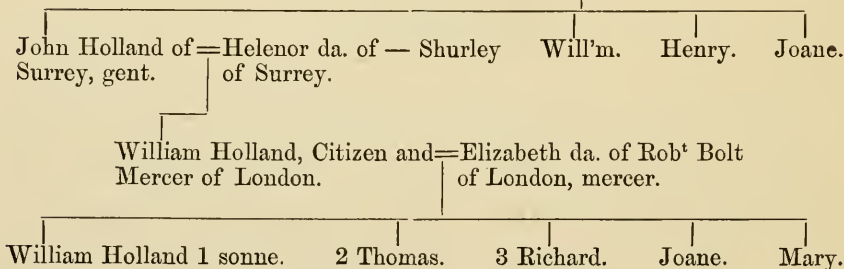 John Holland of=Helenor da. of — Shurley Will'm. Henry. Joane.
Surrey, gent. of Surrey.
William Holland, Citizen and=Elizabeth da. of Robᵗ Bolt
Mercer of London. of London, mercer.
William Holland 1 sonne. 2 Thomas. 3 Richard. Joane. Mary.